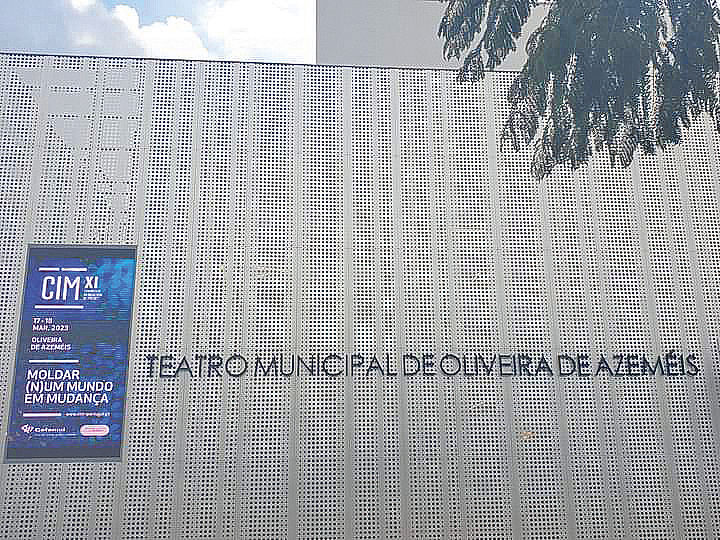 CIM XI
17-18
MAR. 2023
OLIVEIRA
DE AZEMÉIS
MOLDAR
(N)UM MUNDO
EM MUDANÇA
Cefamol
TEATRO MUNICIPAL DE OLIVEIRA DE AZEMÉIS